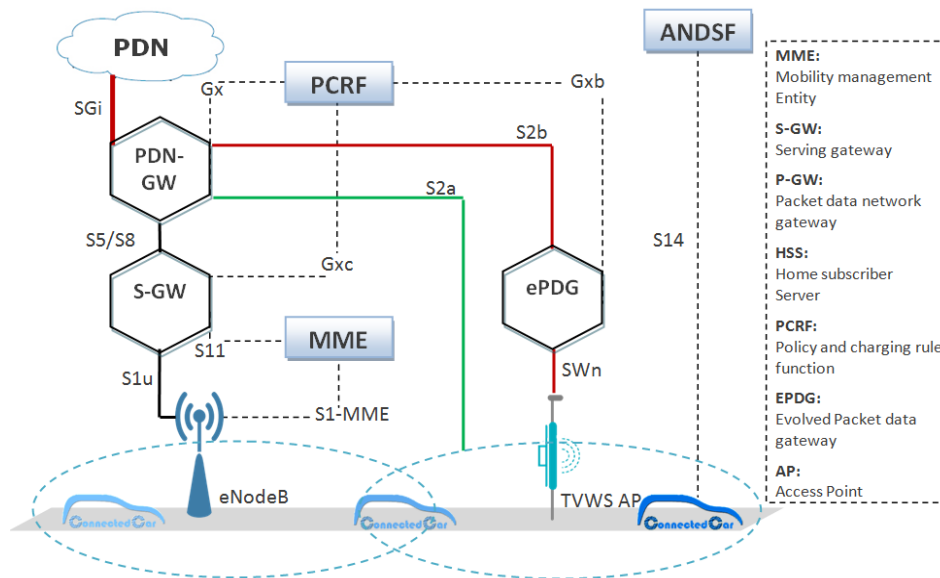 PDN
ANDSF
SGi
Gx
PCRF
Gxb
PDN-
GW
S2b
S2a
S5/S8
S-GW
Gxc
ePDG
S14
S11
MME
S1u
SWn
S1-MME
eNodeB
TVWS AP
ConnectedCar
ConnectedCar
ConnectedCar
MME:
Mobility management
Entity
S-GW:
Serving gateway
P-GW:
Packet data network
gateway
HSS:
Home subscriber
Server
PCRF:
Policy and charging rule
function
EPDG:
Evolved Packet data
gateway
AP:
Access Point